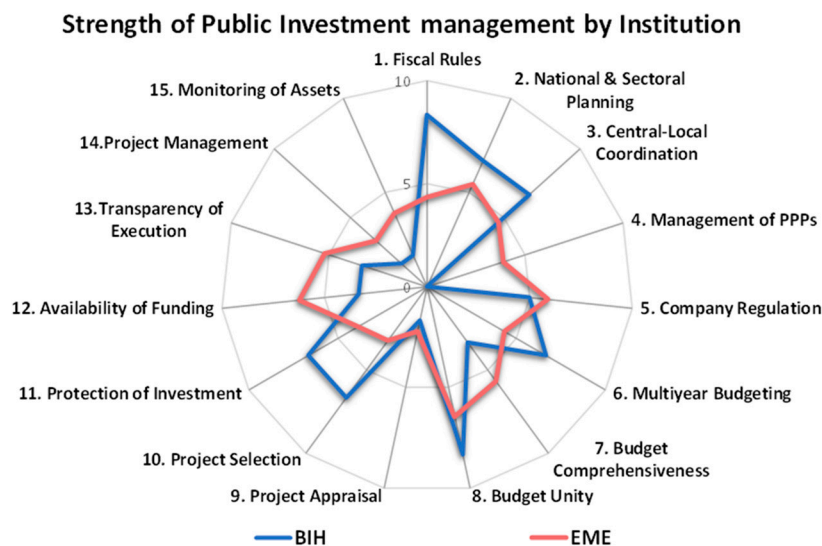 Strength of Public Investment management by Institution
1. Fiscal Rules
10
15. Monitoring of Assets
2. National & Sectoral
Planning
14.Project Management
3. Central-Local
Coordination
5
13.Transparency of
Execution
4. Management of PPPs
0
12. Availability of Funding
5. Company Regulation
11. Protection of Investment
6. Multiyear Budgeting
10. Project Selection
7. Budget
Comprehensiveness
9. Project Appraisal
8. Budget Unity
BIH
EME